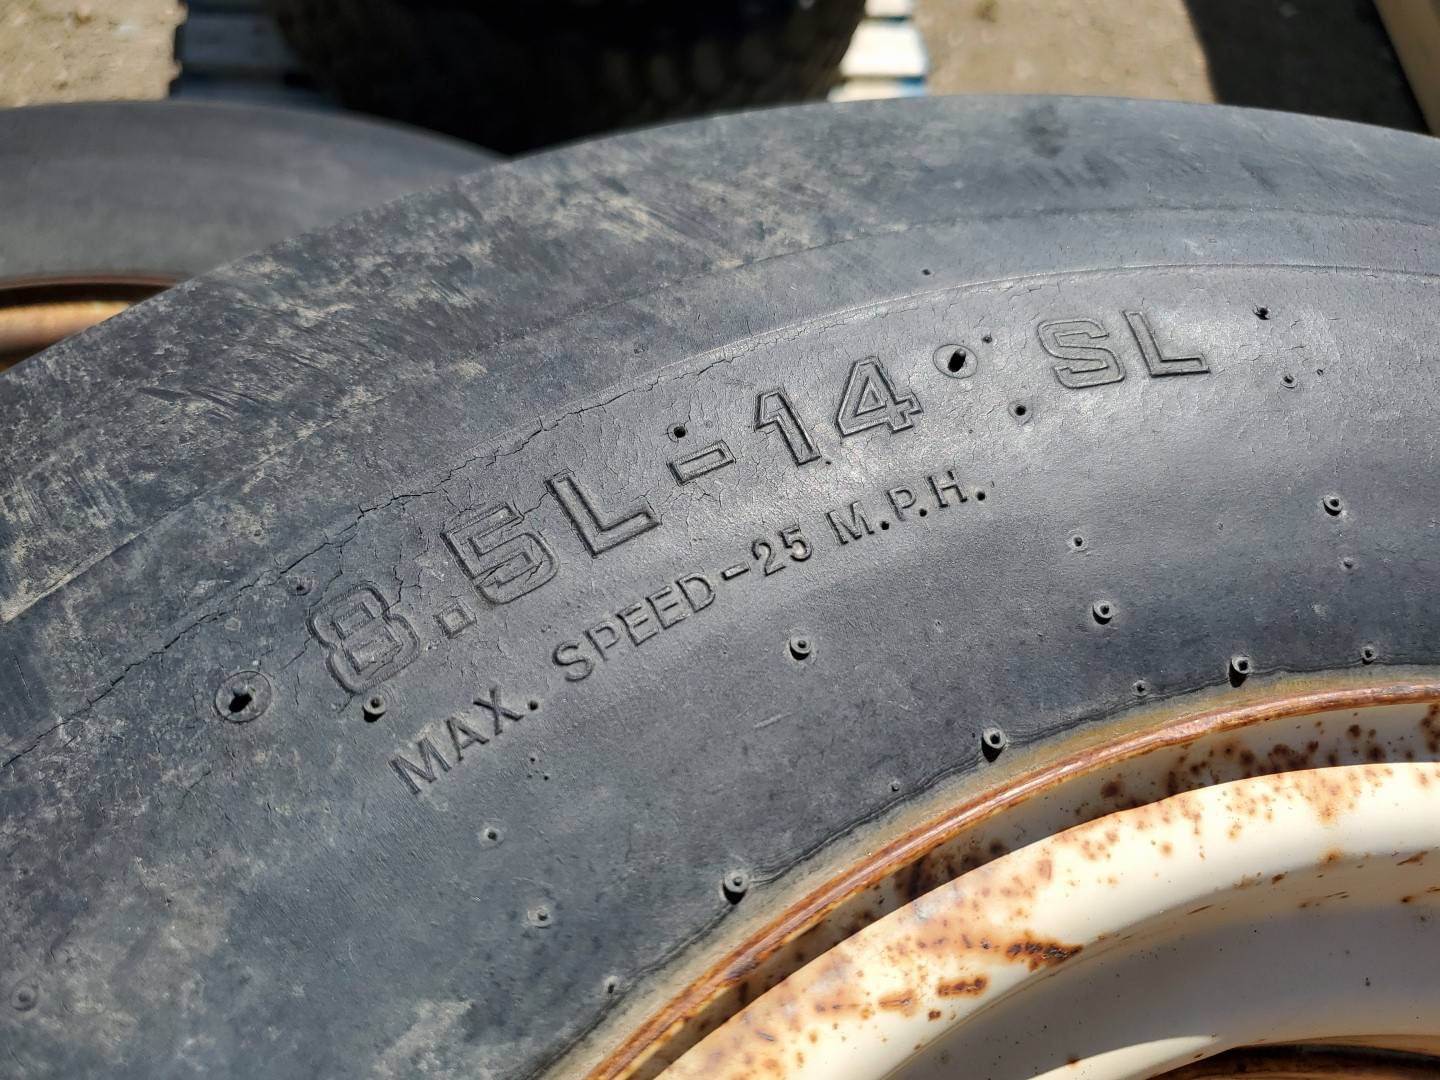 8.5L-14 SL
MAX. SPEED-25 M.P.H.